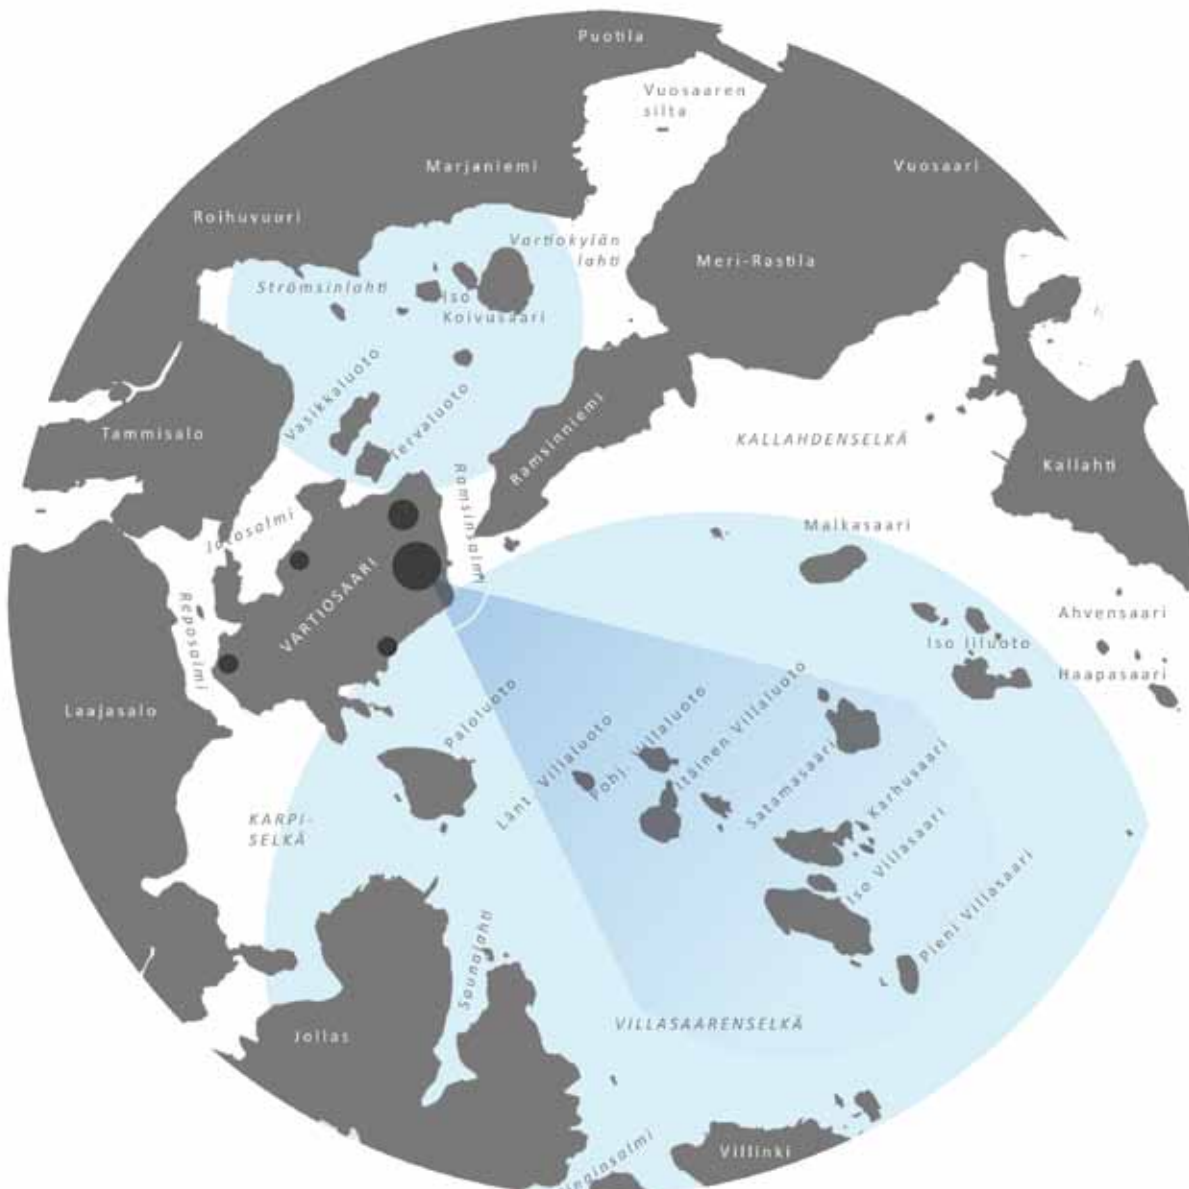 Puotila
Vuosaaren
silta
Marjaniemi
Vuosaari
Roihuvuori
Vartiokylän
lahti
Meri-Rastila
Strömsinlahti
Iso
Koivusaari
Vasikkaluoto
Tervaluoto
Tammisalo
Ramsinniemi
KALLAHDENSELKÄ
Kallahti
Ramsinsalmi
Jatosalmi
Malkasaari
VARTIOSAARI
Reposalmi
Ahvensaari
Iso Iiluoto
Haapasaari
Laajasalo
Paloluoto
Länt. Villaluoto
Pohj. Villaluoto
Itäinen Villaluoto
Satamasaari
Karhusaari
KARPI-
SELKÄ
Iso Villasaari
Pieni Villasaari
Saunalahti
Jollas
VILLASAARENSELKÄ
Villinki